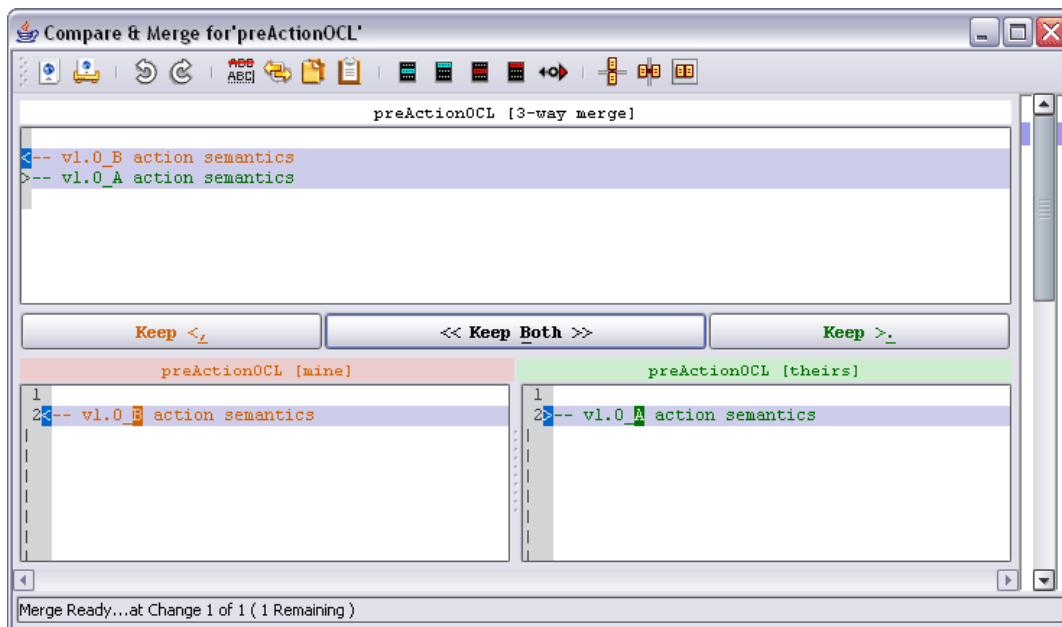 Compare & Merge for'preActionOCL'
preActionOCL [3-way merge]
<-- v1.0_B action semantics
>-- v1.0_A action semantics
Keep <,
<< Keep Both >>
Keep >.
preActionOCL [mine]
preActionOCL [theirs]
1
2<-- v1.0_B action semantics
1
2>-- v1.0_A action semantics
Merge Ready...at Change 1 of 1 ( 1 Remaining )